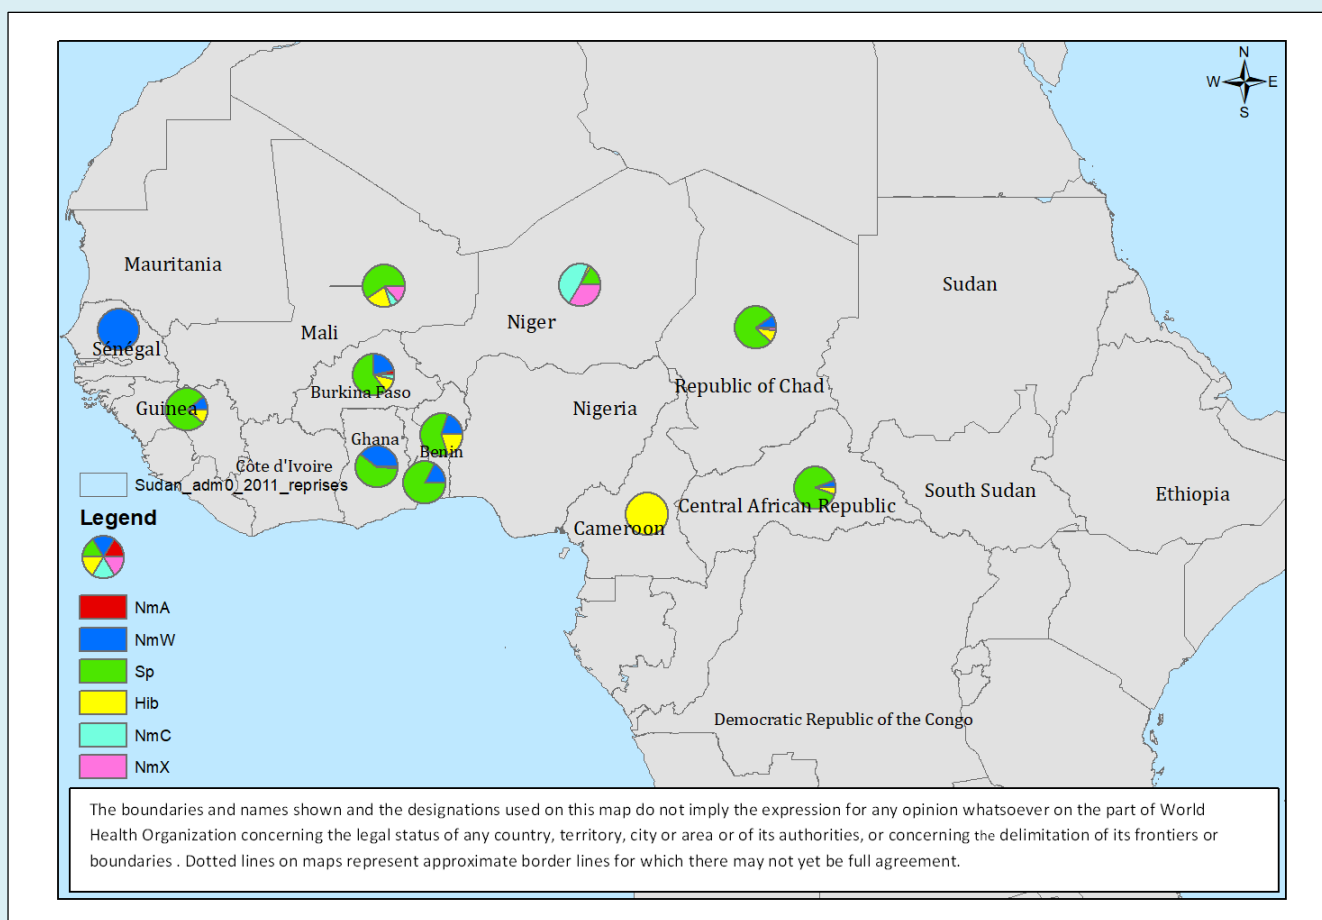 N
W E
S
Mauritania
Sudan
Niger
Mali
Sénégal
Republic of Chad
Burkina Faso
Guinea
Nigeria
Ghana
Benin
Côte d'Ivoire
Sudan_adm0_2011_reprises
South Sudan
Ethiopia
Central African Republic
Cameroon
Legend
NmA
NmW
Sp
Hib
NmC
NmX
Democratic Republic of the Congo
The boundaries and names shown and the designations used on this map do not imply the expression for any opinion whatsoever on the part of World
Health Organization concerning the legal status of any country, territory, city or area or of its authorities, or concerning the delimitation of its frontiers or
boundaries . Dotted lines on maps represent approximate border lines for which there may not yet be full agreement.